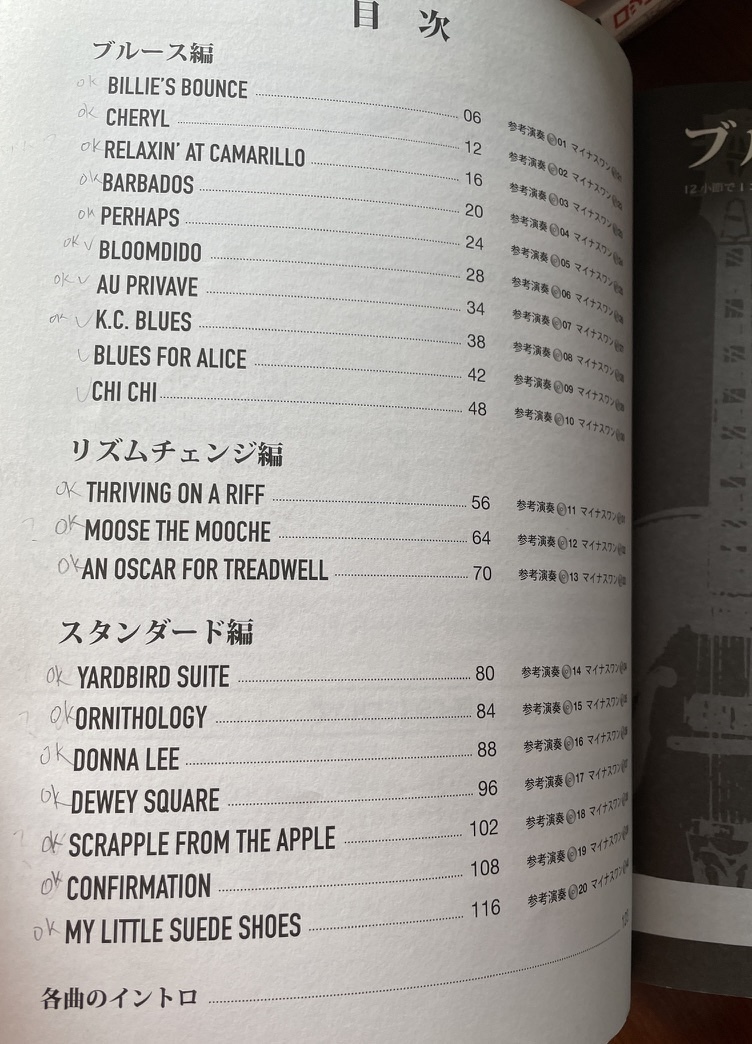 目 次
ブルース編
ok BILLIE'S BOUNCE 06 参考演奏 01 マイナスワン
ok CHERYL 12 参考演奏 02 マイナスワン
ok RELAXIN' AT CAMARILLO 16 参考演奏 03 マイナスワン
ok BARBADOS 20 参考演奏 04 マイナスワン
ok PERHAPS 24 参考演奏 05 マイナスワン
ok ✓ BLOOMDIDO 28 参考演奏 06 マイナスワン
ok ✓ AU PRIVAVE 34 参考演奏 07 マイナスワン
ok ✓ K.C. BLUES 38 参考演奏 08 マイナスワン
✓ BLUES FOR ALICE 42 参考演奏 09 マイナスワン
✓ CHI CHI 48 参考演奏 10 マイナスワン
リズムチェンジ編
ok THRIVING ON A RIFF 56 参考演奏 11 マイナスワン
ok MOOSE THE MOOCHE 64 参考演奏 12 マイナスワン
ok AN OSCAR FOR TREADWELL 70 参考演奏 13 マイナスワン
スタンダード編
ok YARDBIRD SUITE 80 参考演奏 14 マイナスワン
ok ORNITHOLOGY 84 参考演奏 15 マイナスワン
ok DONNA LEE 88 参考演奏 16 マイナスワン
ok DEWEY SQUARE 96 参考演奏 17 マイナスワン
ok SCRAPPLE FROM THE APPLE 102 参考演奏 18 マイナスワン
ok CONFIRMATION 108 参考演奏 19 マイナスワン
ok MY LITTLE SUEDE SHOES 116 参考演奏 20 マイナスワン
各曲のイントロ